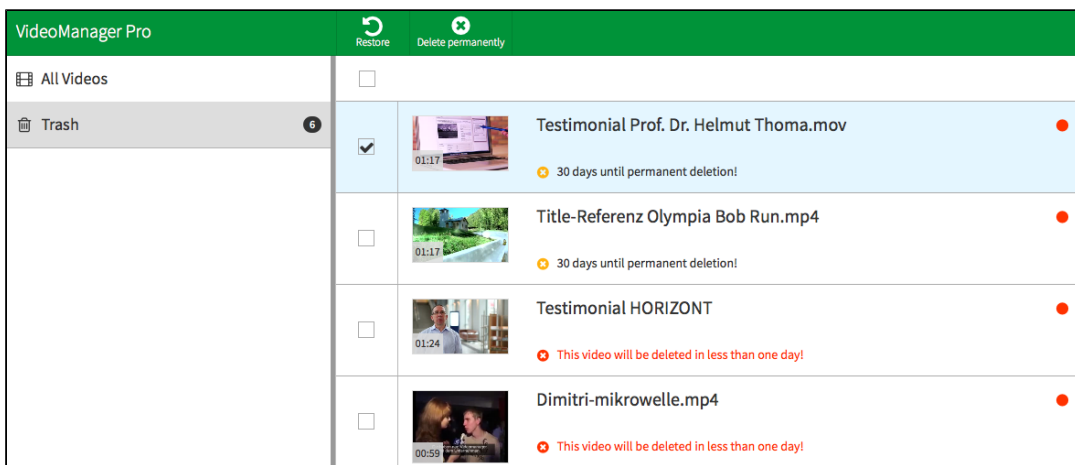 VideoManager Pro
Restore
Delete permanently
All Videos
Trash
6
Testimonial Prof. Dr. Helmut Thoma.mov
01:17
30 days until permanent deletion!
Title-Referenz Olympia Bob Run.mp4
01:17
30 days until permanent deletion!
Testimonial HORIZONT
01:24
This video will be deleted in less than one day!
Dimitri-mikrowelle.mp4
00:59
This video will be deleted in less than one day!